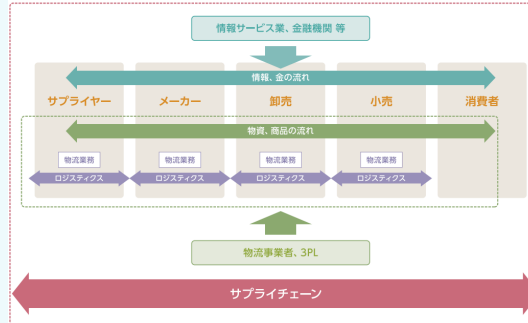 情報サービス業、金融機関 等
情報、金の流れ
サプライヤー メーカー 卸売 小売 消費者
物資、商品の流れ
物流業務 物流業務 物流業務 物流業務
ロジスティクス ロジスティクス ロジスティクス ロジスティクス
物流事業者、3PL
サプライチェーン